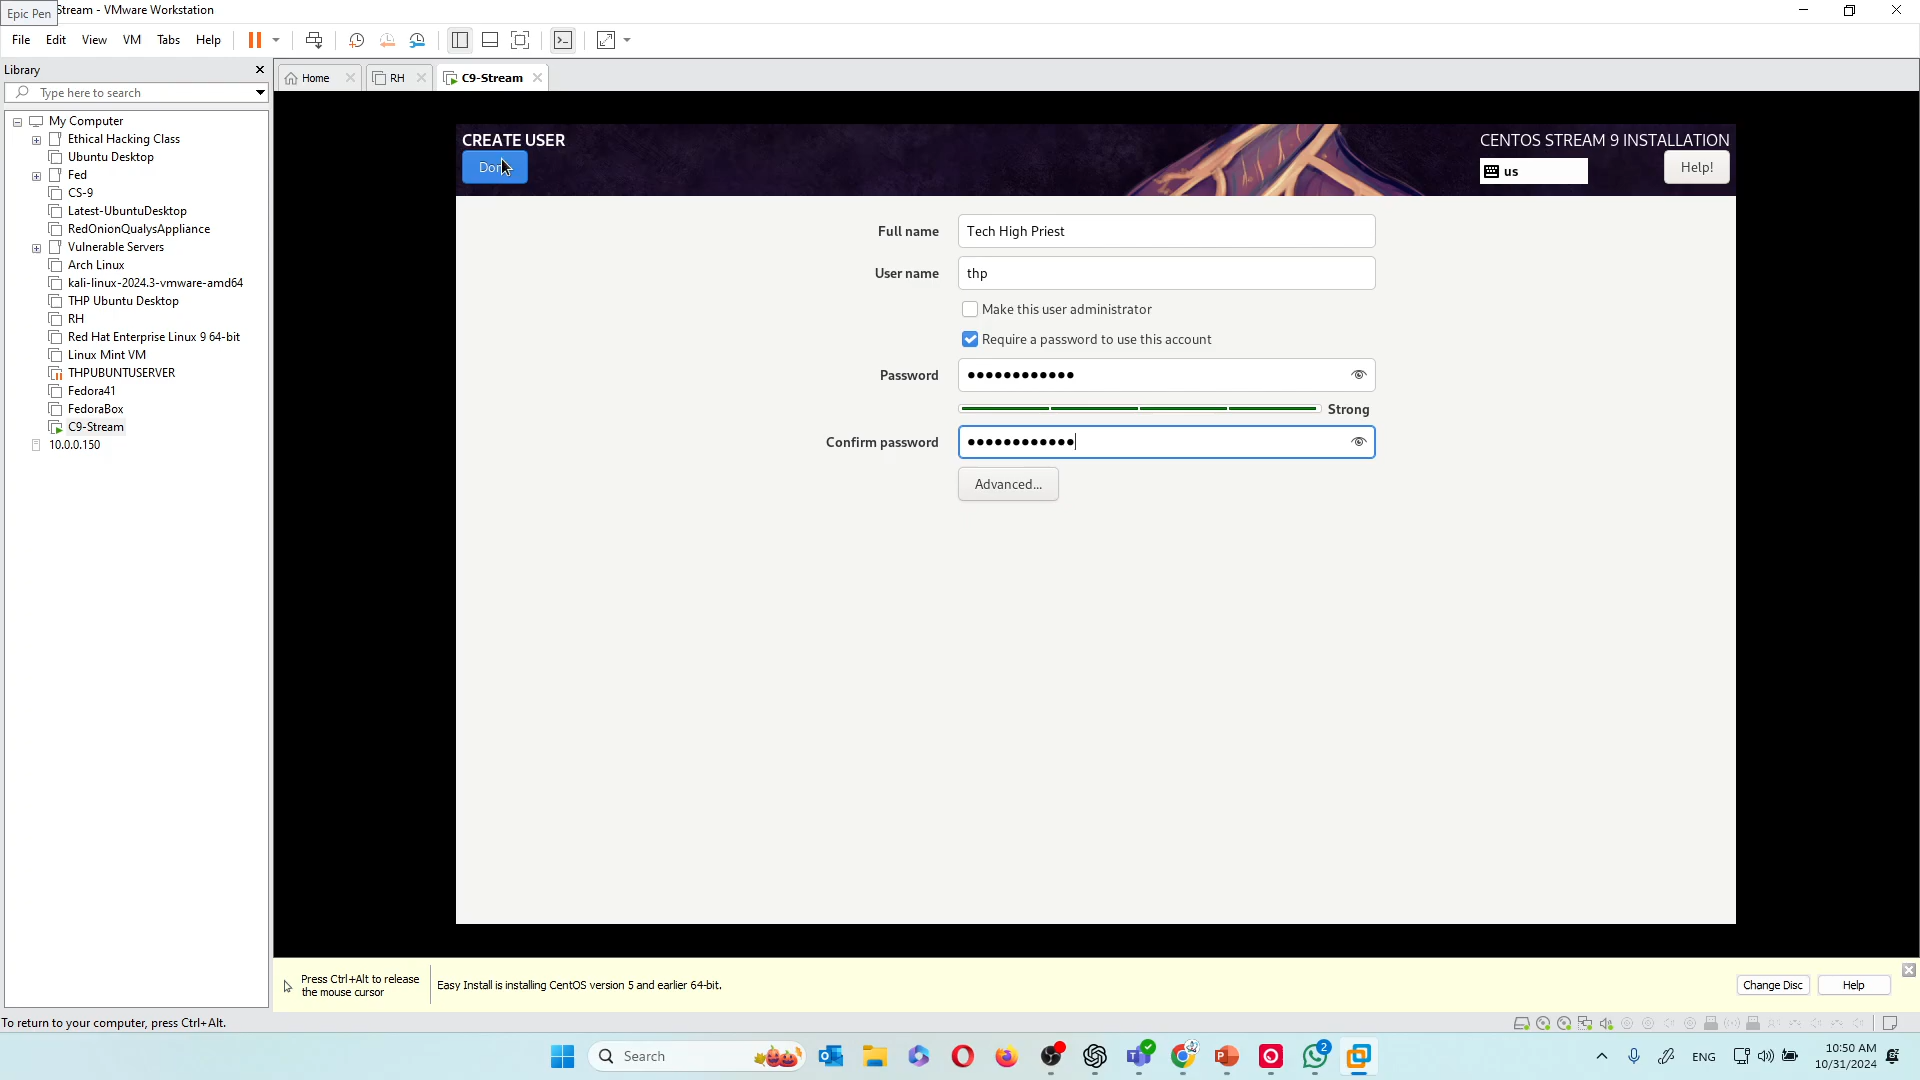 Epic Pen
Stream - VMware Workstation
File Edit View VM Tabs Help
Library
Type here to search
Home
RH
C9-Stream
My Computer
Ethical Hacking Class
Ubuntu Desktop
Fed
CS-9
Latest-UbuntuDesktop
RedOnionQualysAppliance
Vulnerable Servers
Arch Linux
kali-linux-2024.3-vmware-amd64
THP Ubuntu Desktop
RH
Red Hat Enterprise Linux 9 64-bit
Linux Mint VM
THPUBUNTUSERVER
Fedora41
FedoraBox
C9-Stream
10.0.0.150
CREATE USER
CENTOS STREAM 9 INSTALLATION
us
Help!
Full name
Tech High Priest
User name
thp
Make this user administrator
Require a password to use this account
Password
Strong
Confirm password
Advanced...
Press Ctrl+Alt to release
the mouse cursor
Easy Install is installing CentOS version 5 and earlier 64-bit.
Change Disc
Help
To return to your computer, press Ctrl+Alt.
Search
2
ENG
10:50 AM
10/31/2024